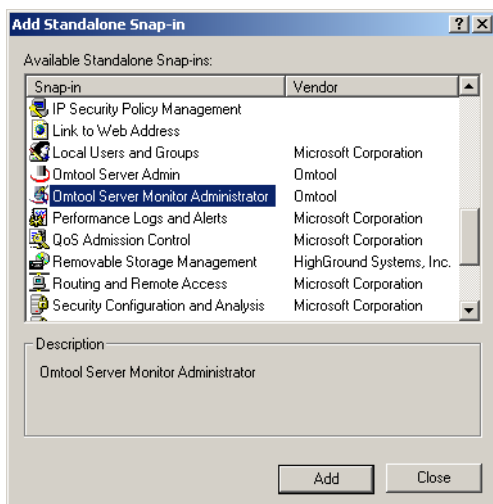 Add Standalone Snap-in
Available Standalone Snap-ins:
Snap-in Vendor
IP Security Policy Management
Link to Web Address
Local Users and Groups Microsoft Corporation
Omtool Server Admin Omtool
Omtool Server Monitor Administrator Omtool
Performance Logs and Alerts Microsoft Corporation
QoS Admission Control Microsoft Corporation
Removable Storage Management HighGround Systems, Inc.
Routing and Remote Access Microsoft Corporation
Security Configuration and Analysis Microsoft Corporation
Description
Omtool Server Monitor Administrator
Add Close